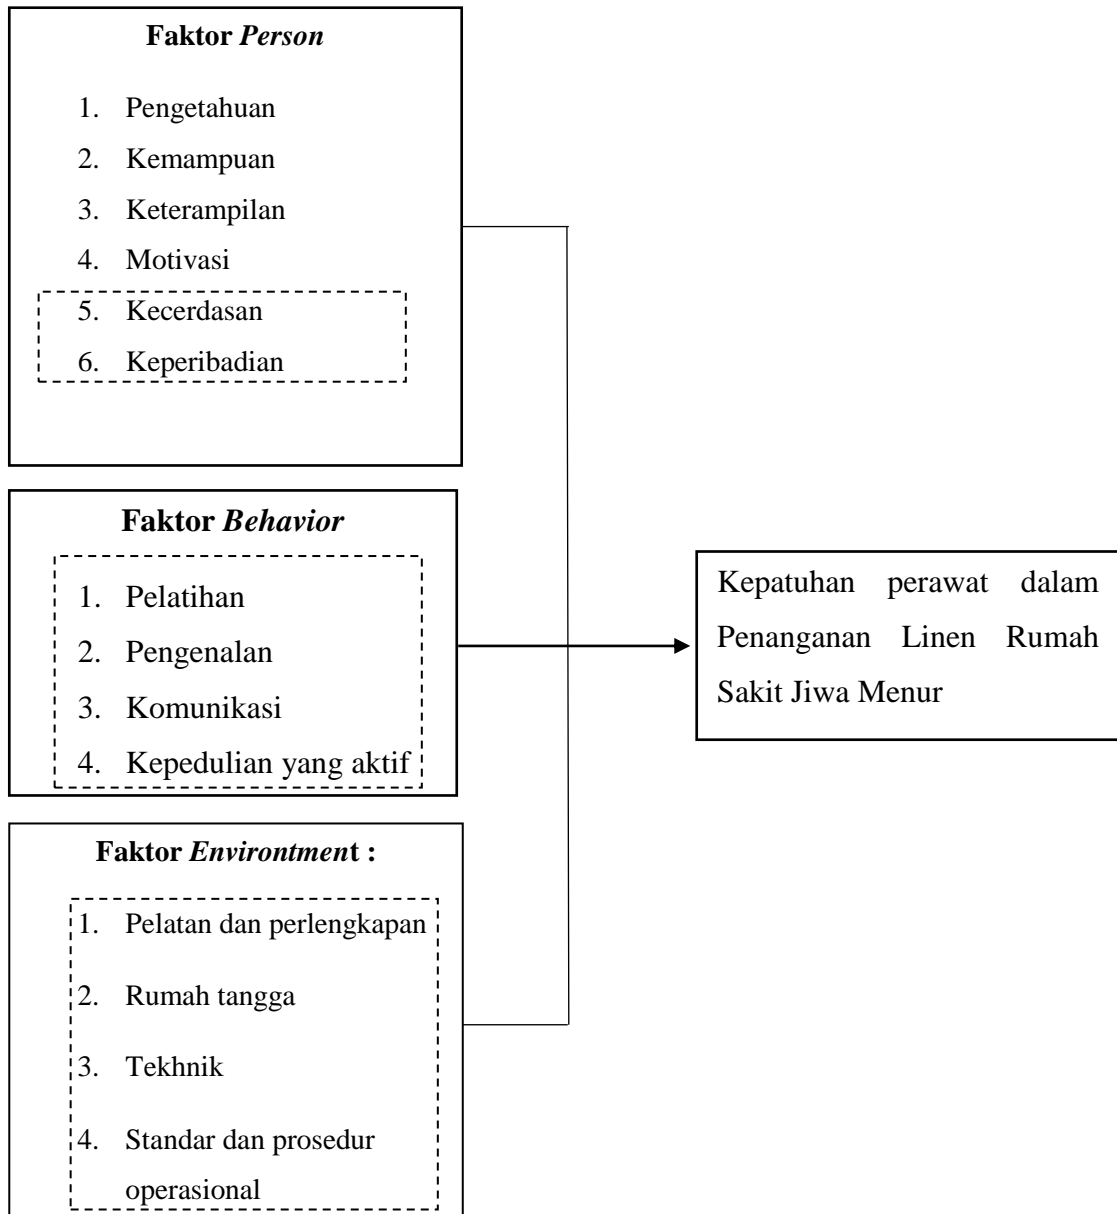 Faktor Person
1. Pengetahuan
2. Kemampuan
3. Keterampilan
4. Motivasi
5. Kecerdasan
6. Keperibadian
Faktor Behavior
1. Pelatihan
2. Pengenalan
3. Komunikasi
4. Kepedulian yang aktif
Kepatuhan perawat dalam
Penanganan Linen Rumah
Sakit Jiwa Menur
Faktor Environtment :
1. Pelatan dan perlengkapan
2. Rumah tangga
3. Tekhnik
4. Standar dan prosedur
operasional